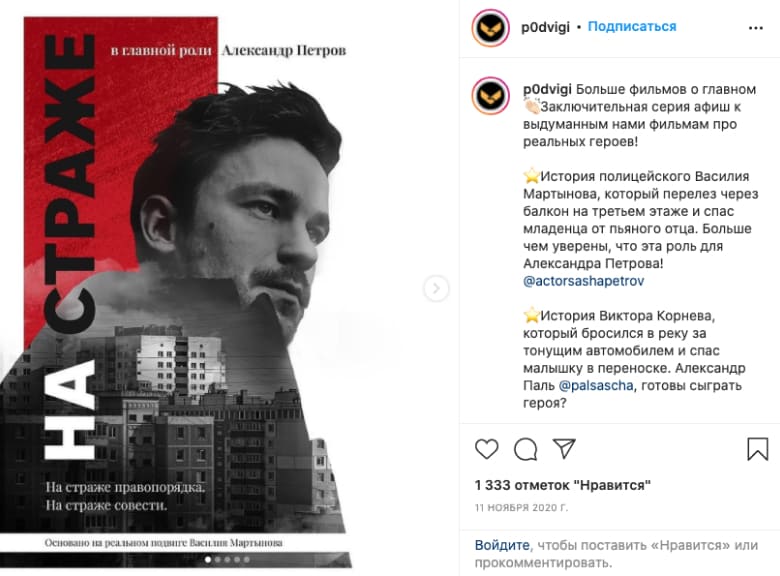 НА СТРАЖЕ
в главной роли Александр Петров
На страже правопорядка.
На страже совести.
Основано на реальном подвиге Василия Мартынова
p0dvigi • Подписаться
p0dvigi Больше фильмов о главном
Заключительная серия афиш к
выдуманным нами фильмам про
реальных героев!
История полицейского Василия
Мартынова, который перелез через
балкон на третьем этаже и спас
младенца от пьяного отца. Больше
чем уверены, что эта роль для
Александра Петрова!
@actorsashapetrov
История Виктора Корнева,
который бросился в реку за
тонущим автомобилем и спас
малышку в переноске. Александр
Паль @palsascha, готовы сыграть
героя?
1 333 отметок "Нравится"
11 НОЯБРЯ 2020 Г.
Войдите, чтобы поставить «Нравится» или
прокомментировать.